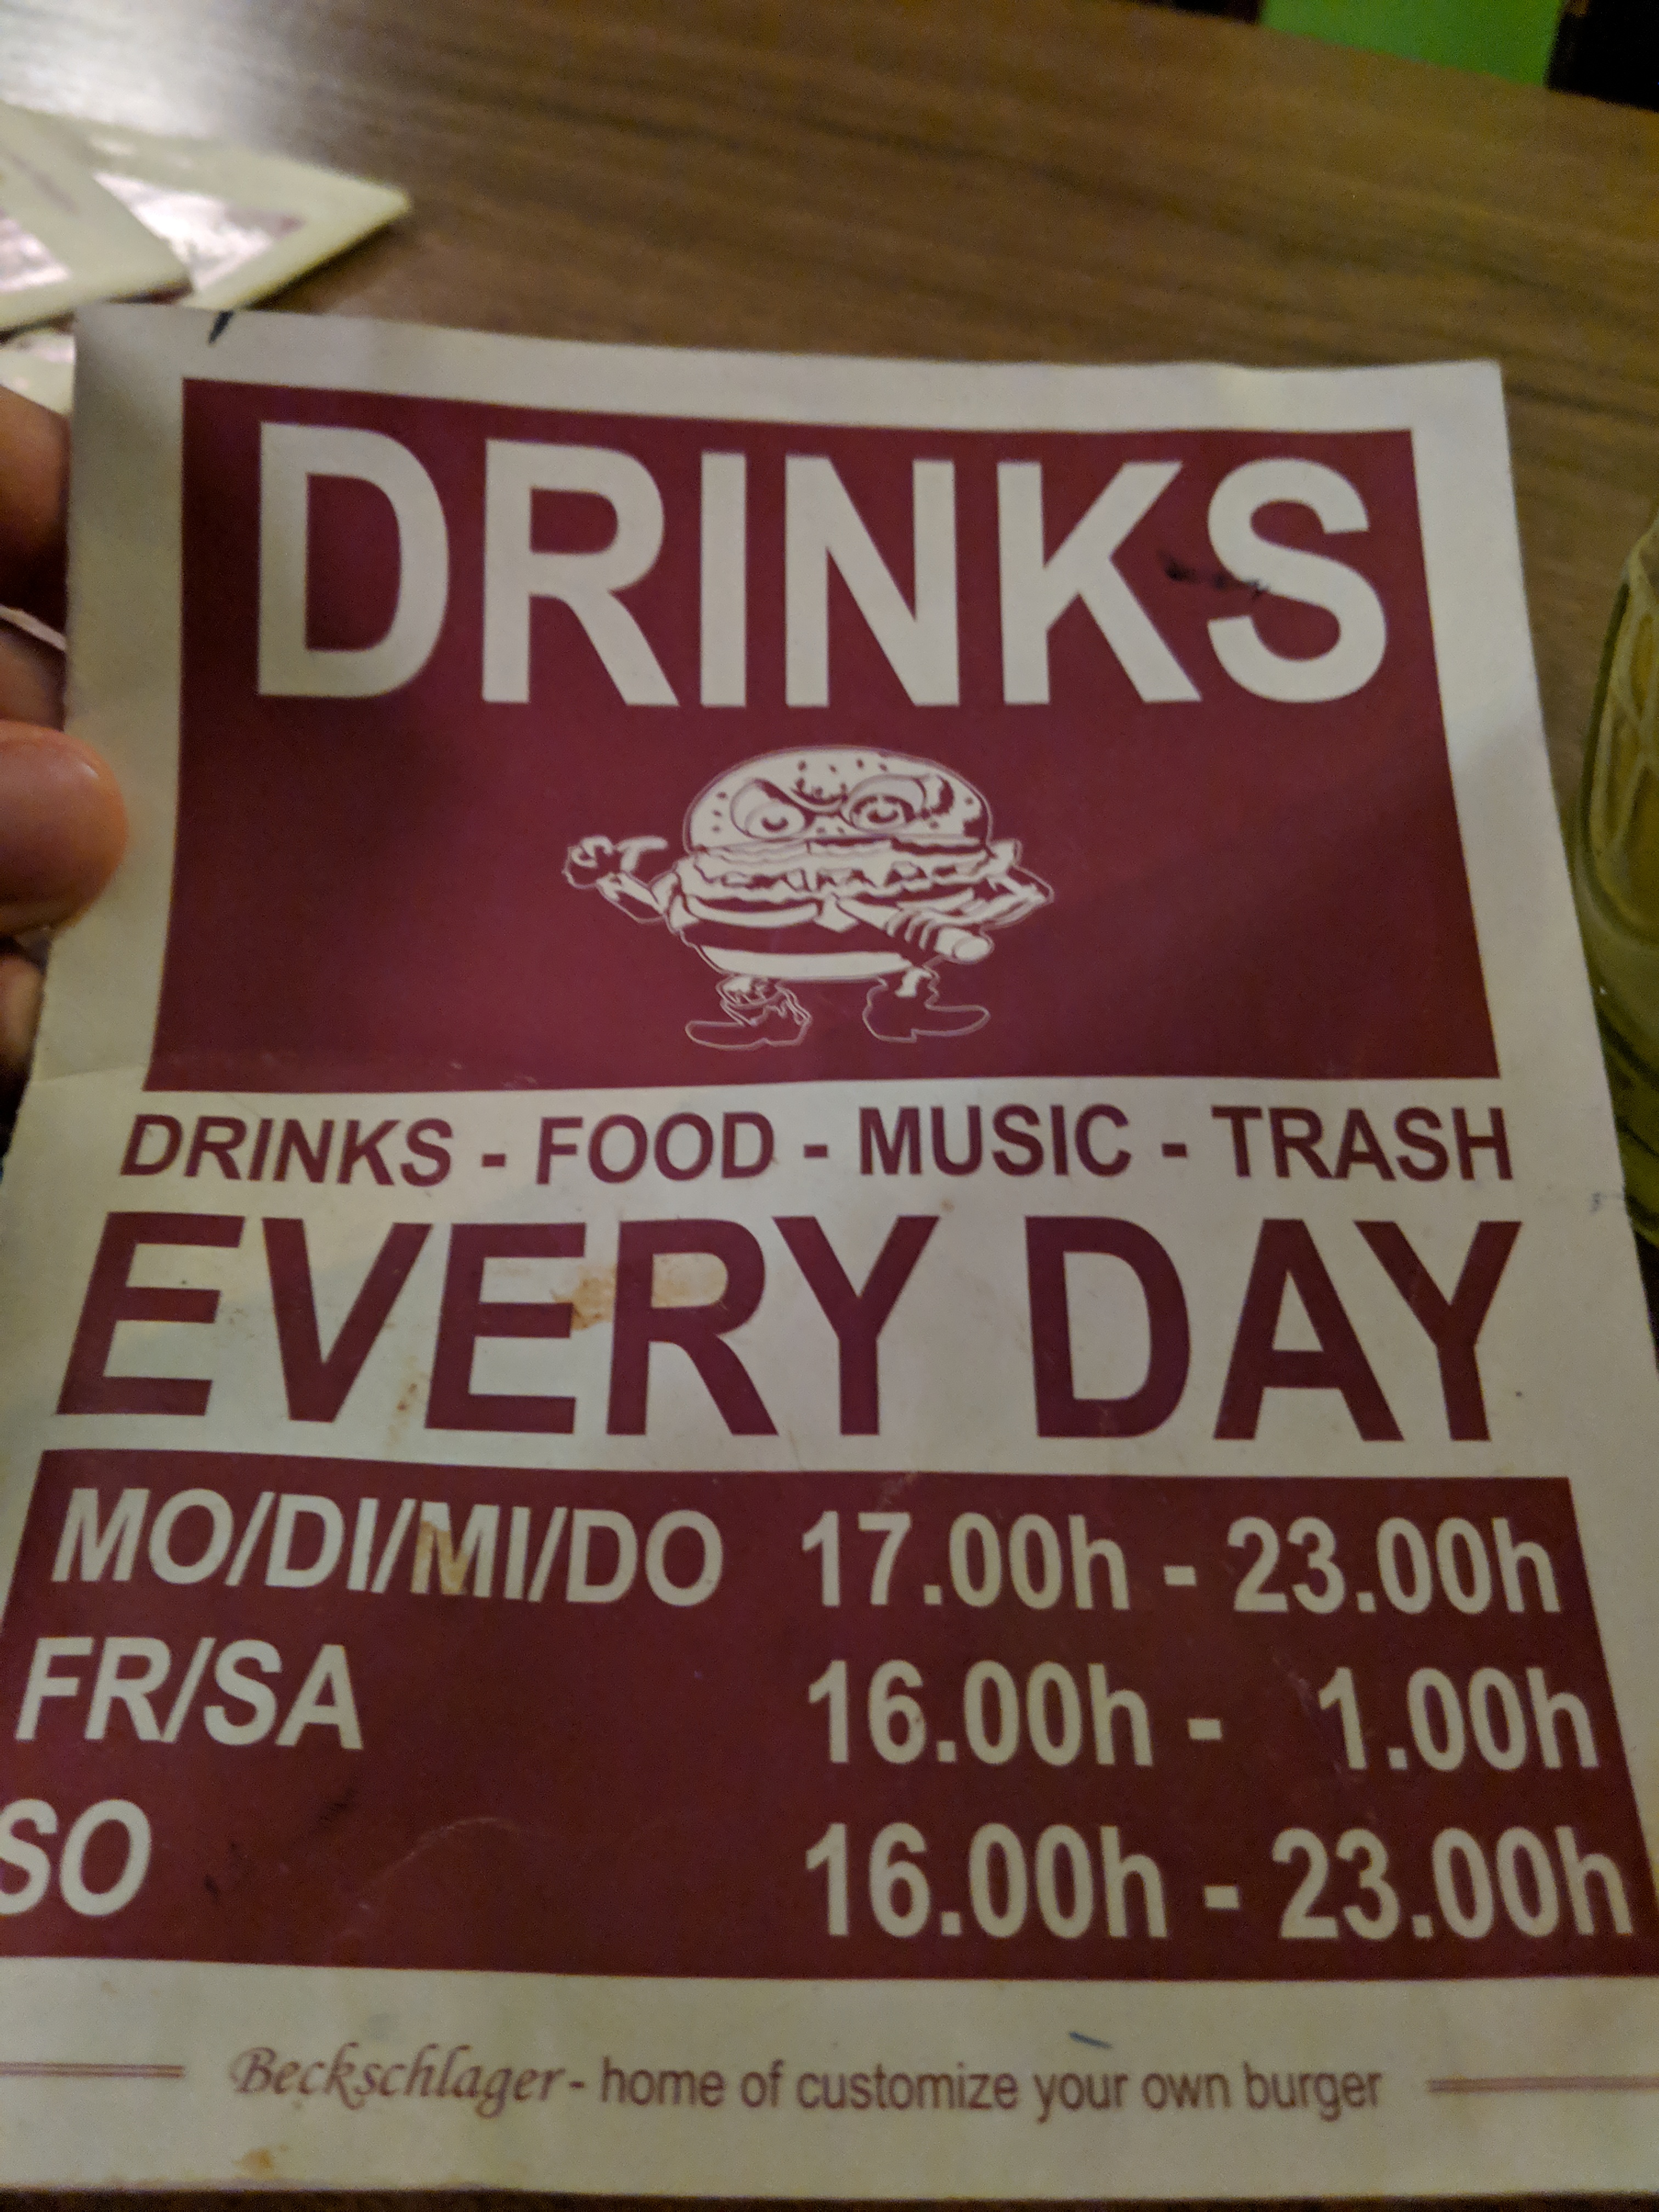 DRINKS
DRINKS - FOOD - MUSIC - TRASH
EVERY DAY
MO/DI/MI/DO 17.00h - 23.00h
FR/SA 16.00h - 1.00h
SO 16.00h - 23.00h
Beckschlager - home of customize your own burger